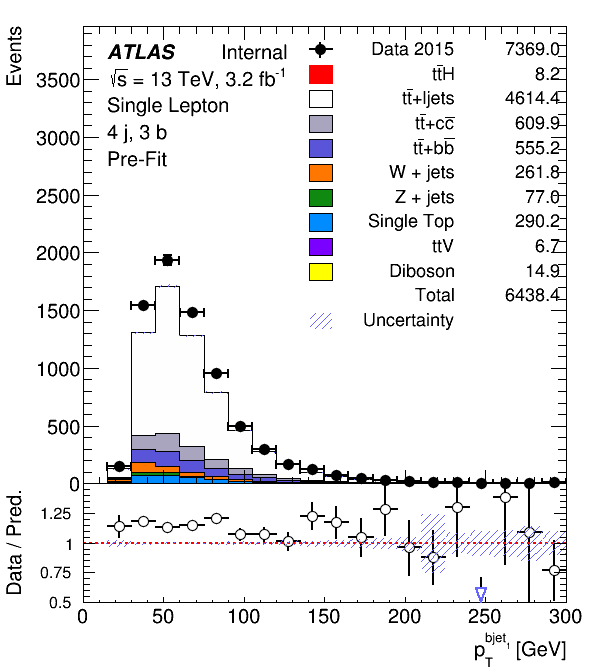 Events
ATLAS Internal
√s = 13 TeV, 3.2 fb⁻¹
Single Lepton
4 j, 3 b
Pre-Fit
Data 2015 7369.0
tt̄H 8.2
tt̄+ljets 4614.4
tt̄+cc̄ 609.9
tt̄+bb̄ 555.2
W + jets 261.8
Z + jets 77.0
Single Top 290.2
ttV 6.7
Diboson 14.9
Total 6438.4
Uncertainty
3500
3000
2500
2000
1500
1000
500
0
Data / Pred.
1.25
1
0.75
0.5
0 50 100 150 200 250 300
p_T^bjet, [GeV]